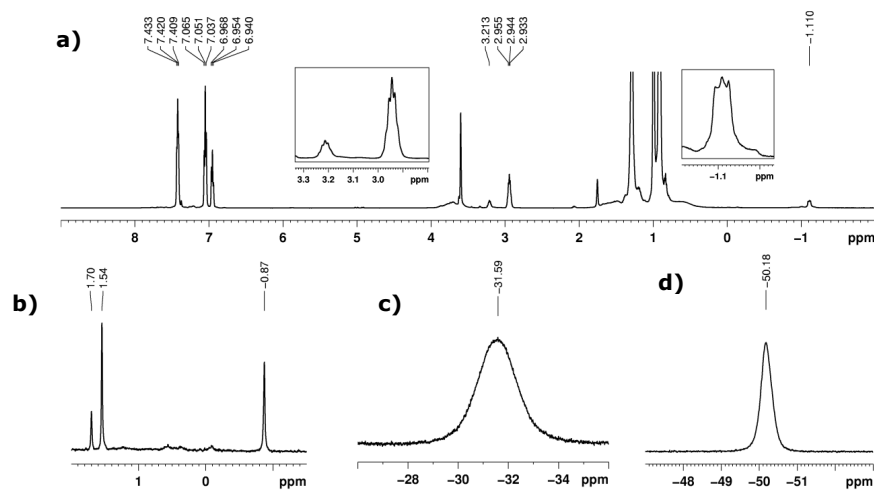 a)
7.433
7.420
7.409
7.065
7.051
7.037
6.968
6.954
6.940
3.213
2.955
2.944
2.933
−1.110
3.3 3.2 3.1 3.0 ppm
−1.1 ppm
8 7 6 5 4 3 2 1 0 −1 ppm
b)
1.70
1.54
−0.87
1 0 ppm
c)
−31.59
−28 −30 −32 −34 ppm
d)
−50.18
−48 −49 −50 −51 ppm